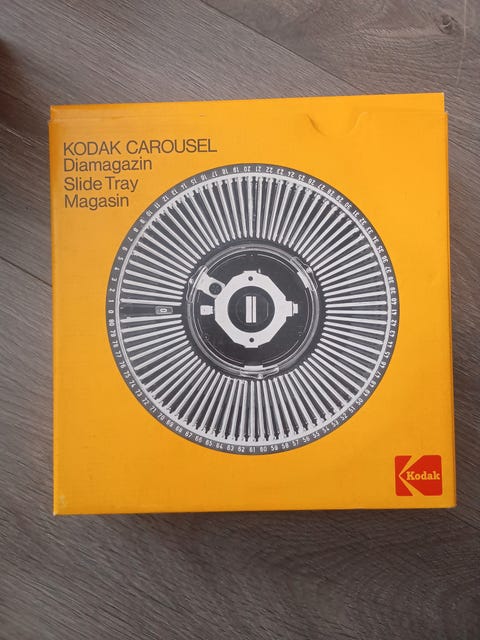 KODAK CAROUSEL
Diamagazin
Slide Tray
Magasin
Kodak